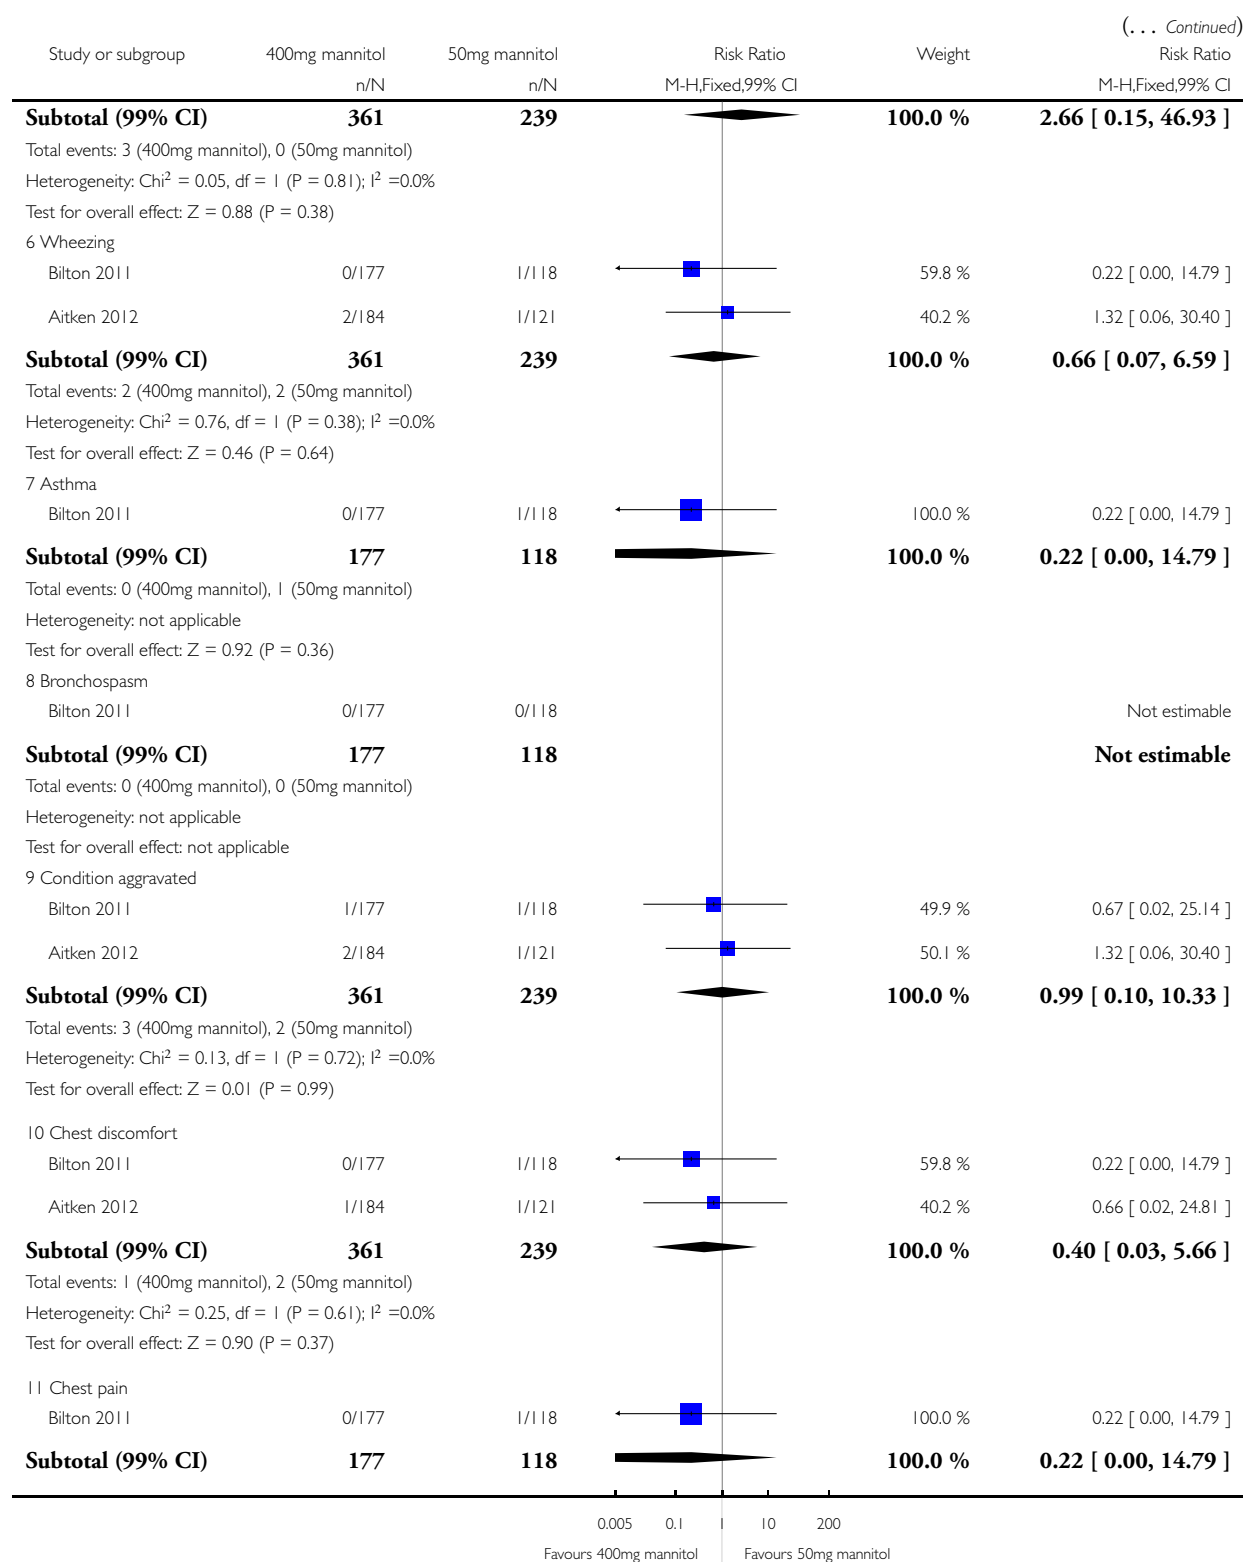 (... Continued)
Study or subgroup 400mg mannitol 50mg mannitol Risk Ratio Weight Risk Ratio
n/N n/N M-H,Fixed,99% CI M-H,Fixed,99% CI
Subtotal (99% CI) 361 239 100.0 % 2.66 [ 0.15, 46.93 ]
Total events: 3 (400mg mannitol), 0 (50mg mannitol)
Heterogeneity: Chi² = 0.05, df = 1 (P = 0.81); I² =0.0%
Test for overall effect: Z = 0.88 (P = 0.38)
6 Wheezing
Bilton 2011 0/177 1/118 59.8 % 0.22 [ 0.00, 14.79 ]
Aitken 2012 2/184 1/121 40.2 % 1.32 [ 0.06, 30.40 ]
Subtotal (99% CI) 361 239 100.0 % 0.66 [ 0.07, 6.59 ]
Total events: 2 (400mg mannitol), 2 (50mg mannitol)
Heterogeneity: Chi² = 0.76, df = 1 (P = 0.38); I² =0.0%
Test for overall effect: Z = 0.46 (P = 0.64)
7 Asthma
Bilton 2011 0/177 1/118 100.0 % 0.22 [ 0.00, 14.79 ]
Subtotal (99% CI) 177 118 100.0 % 0.22 [ 0.00, 14.79 ]
Total events: 0 (400mg mannitol), 1 (50mg mannitol)
Heterogeneity: not applicable
Test for overall effect: Z = 0.92 (P = 0.36)
8 Bronchospasm
Bilton 2011 0/177 0/118 Not estimable
Subtotal (99% CI) 177 118 Not estimable
Total events: 0 (400mg mannitol), 0 (50mg mannitol)
Heterogeneity: not applicable
Test for overall effect: not applicable
9 Condition aggravated
Bilton 2011 1/177 1/118 49.9 % 0.67 [ 0.02, 25.14 ]
Aitken 2012 2/184 1/121 50.1 % 1.32 [ 0.06, 30.40 ]
Subtotal (99% CI) 361 239 100.0 % 0.99 [ 0.10, 10.33 ]
Total events: 3 (400mg mannitol), 2 (50mg mannitol)
Heterogeneity: Chi² = 0.13, df = 1 (P = 0.72); I² =0.0%
Test for overall effect: Z = 0.01 (P = 0.99)
10 Chest discomfort
Bilton 2011 0/177 1/118 59.8 % 0.22 [ 0.00, 14.79 ]
Aitken 2012 1/184 1/121 40.2 % 0.66 [ 0.02, 24.81 ]
Subtotal (99% CI) 361 239 100.0 % 0.40 [ 0.03, 5.66 ]
Total events: 1 (400mg mannitol), 2 (50mg mannitol)
Heterogeneity: Chi² = 0.25, df = 1 (P = 0.61); I² =0.0%
Test for overall effect: Z = 0.90 (P = 0.37)
11 Chest pain
Bilton 2011 0/177 1/118 100.0 % 0.22 [ 0.00, 14.79 ]
Subtotal (99% CI) 177 118 100.0 % 0.22 [ 0.00, 14.79 ]
0.005 0.1 1 10 200
Favours 400mg mannitol Favours 50mg mannitol